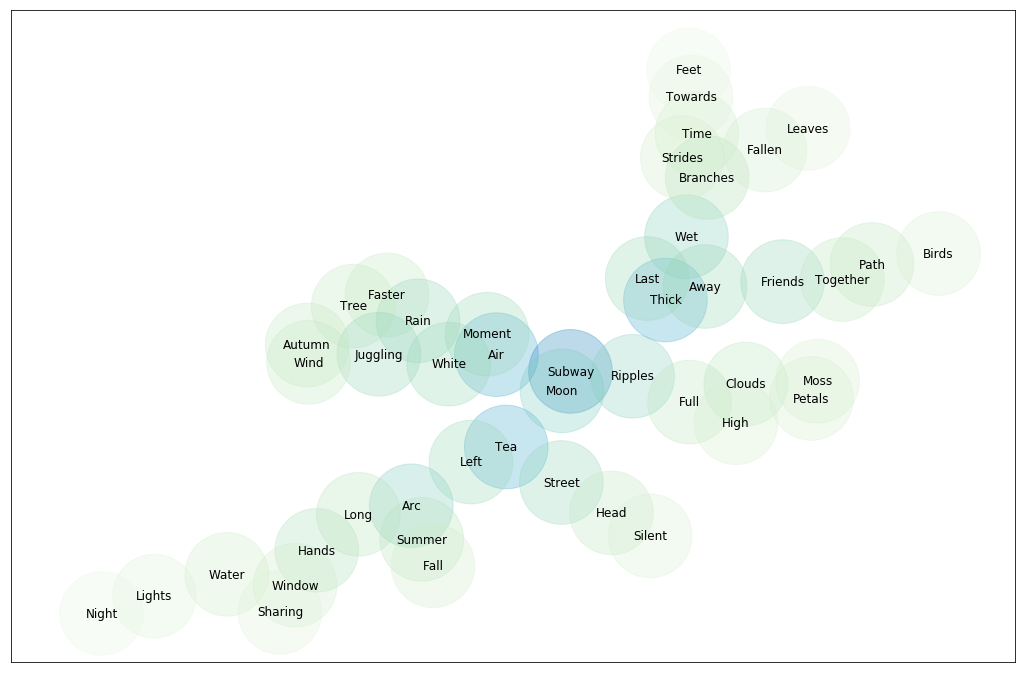 Feet
Towards
Leaves
Time
Fallen
Strides
Branches
Wet
Birds
Path
Last
Together
Friends
Away
Faster
Thick
Tree
Rain
Moment
Autumn
Juggling
Air
Wind
White
Subway
Ripples
Moss
Clouds
Moon
Petals
Full
High
Tea
Left
Street
Arc
Head
Long
Silent
Summer
Hands
Fall
Water
Window
Lights
Sharing
Night